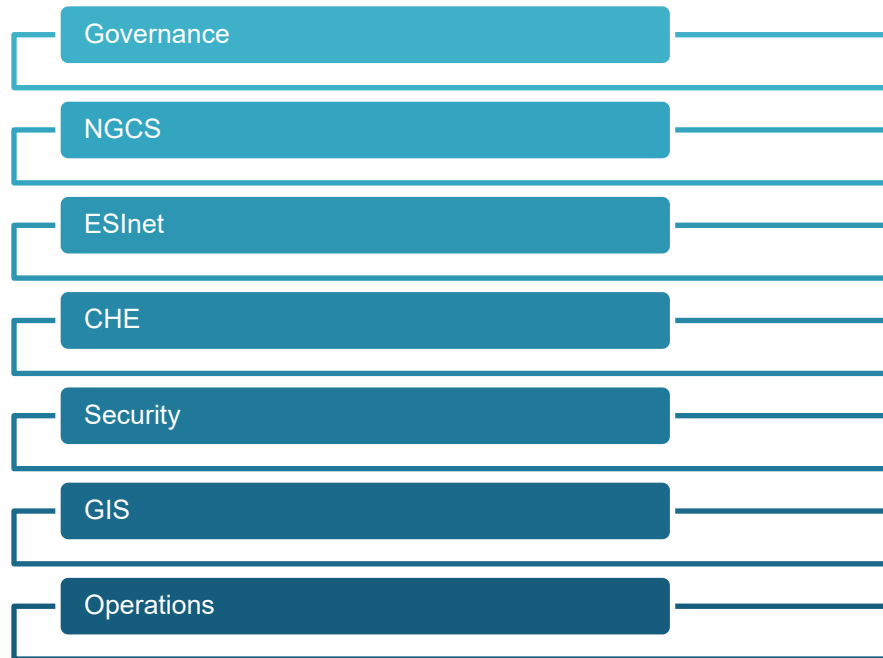 Governance
NGCS
ESInet
CHE
Security
GIS
Operations